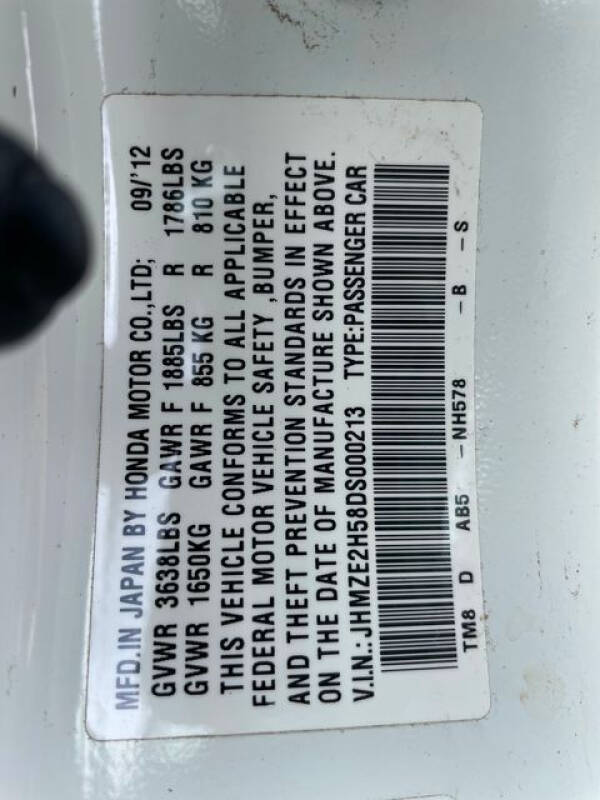 MFD.IN JAPAN BY HONDA MOTOR CO.,LTD; 09/'12
GVWR 3638LBS GAWR F 1885LBS R 1786LBS
GVWR 1650KG GAWR F 855 KG R 810 KG
THIS VEHICLE CONFORMS TO ALL APPLICABLE
FEDERAL MOTOR VEHICLE SAFETY ,BUMPER,
AND THEFT PREVENTION STANDARDS IN EFFECT
ON THE DATE OF MANUFACTURE SHOWN ABOVE.
V.I.N.: JHMZE2H58DS000213 TYPE:PASSENGER CAR
TM8 D AB5 -NH578 -B -S